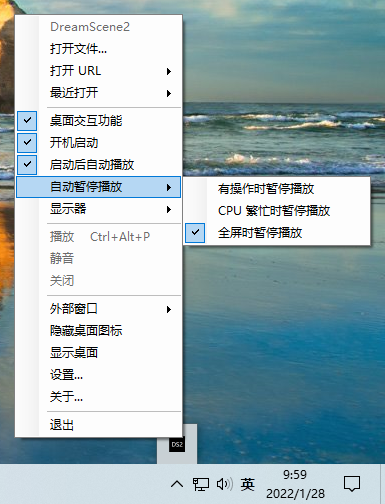 DreamScene2
打开文件...
打开 URL
最近打开
桌面交互功能
开机启动
启动后自动播放
自动暂停播放
显示器
播放 Ctrl+Alt+P
静音
关闭
外部窗口
隐藏桌面图标
显示桌面
设置...
关于...
退出
有操作时暂停播放
CPU 繁忙时暂停播放
全屏时暂停播放
DS2
英
9:59
2022/1/28